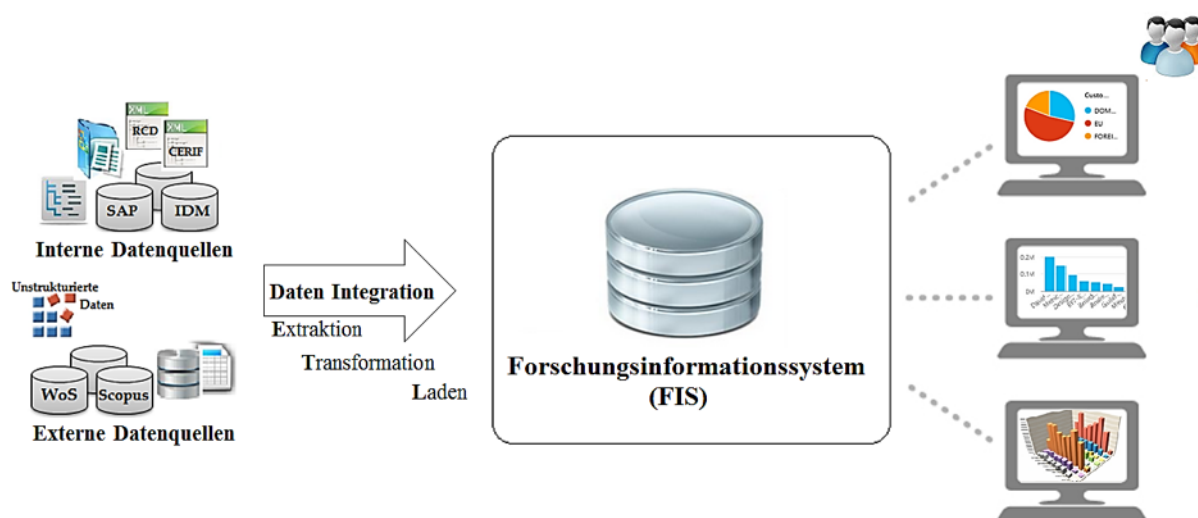 XML
RCD
XML
CERIF
SAP
IDM
Interne Datenquellen
Unstrukturierte
Daten
WoS
Scopus
Externe Datenquellen
Daten Integration
Extraktion
Transformation
Laden
Forschungsinformationssystem
(FIS)
Custo...
DOM...
EU
FOREI...
0.2M
0.1M
0M